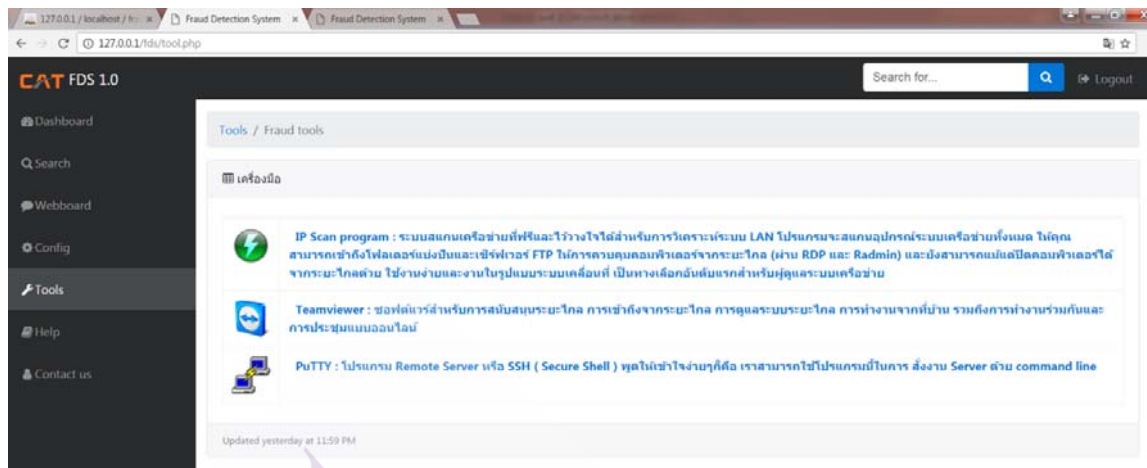 127.0.0.1 / localhost / fr
Fraud Detection System
Fraud Detection System
127.0.0.1/fds/tool.php
CAT FDS 1.0
Search for...
Logout
Dashboard
Tools / Fraud tools
Search
เครื่องมือ
Webboard
Config
Tools
Help
Contact us
IP Scan program : ระบบสแกนเครือข่ายที่ฟรีและไว้วางใจได้สำหรับการวิเคราะห์ระบบ LAN โปรแกรมจะสแกนอุปกรณ์ระบบเครือข่ายทั้งหมด ให้คุณ
สามารถเข้าถึงโฟลเดอร์แบ่งปันและเซิร์ฟเวอร์ FTP ให้การควบคุมคอมพิวเตอร์จากระยะไกล (ผ่าน RDP และ Radmin) และยังสามารถแม้แต่ปิดคอมพิวเตอร์ได้
จากระยะไกลด้วย ใช้งานง่ายและงานในรูปแบบระบบเคลื่อนที่ เป็นทางเลือกอันดับแรกสำหรับผู้ดูแลระบบเครือข่าย
Teamviewer : ซอฟต์แวร์สำหรับการสนับสนุนระยะไกล การเข้าถึงจากระยะไกล การดูแลระบบระยะไกล การทำงานจากที่บ้าน รวมถึงการทำงานร่วมกันและ
การประชุมแบบออนไลน์
PuTTY : โปรแกรม Remote Server หรือ SSH ( Secure Shell ) พูดให้เข้าใจง่ายๆก็คือ เราสามารถใช้โปรแกรมนี้ในการ สั่งงาน Server ด้วย command line
Updated yesterday at 11:59 PM